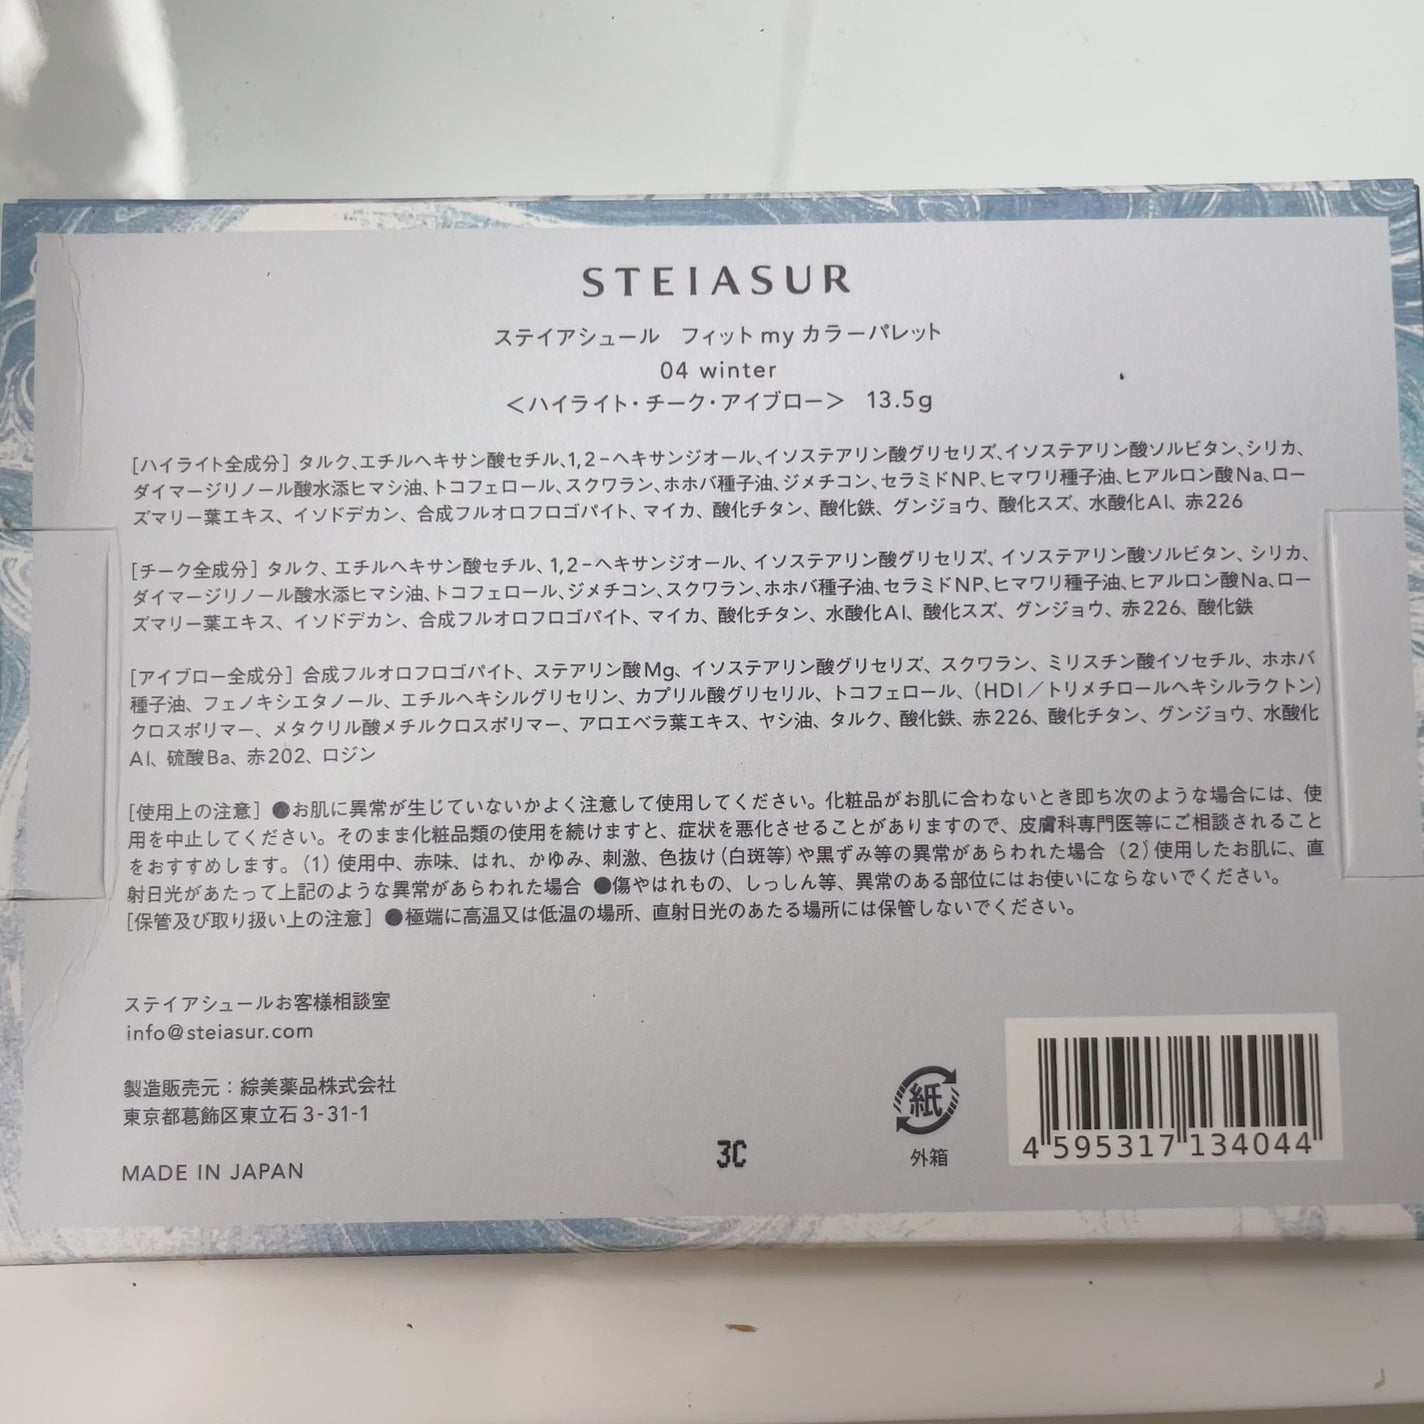 STEIASUR
ステイアシュール フィット my カラーパレット
04 winter
＜ハイライト・チーク・アイブロー＞ 13.5g
[ハイライト全成分] タルク、エチルヘキサン酸セチル、1,2-ヘキサンジオール、イソステアリン酸グリセリズ、イソステアリン酸ソルビタン、シリカ、
ダイマージリノール酸水添ヒマシ油、トコフェロール、スクワラン、ホホバ種子油、ジメチコン、セラミドNP、ヒマワリ種子油、ヒアルロン酸Na、ロー
ズマリー葉エキス、イソドデカン、合成フルオロフロゴパイト、マイカ、酸化チタン、酸化鉄、グンジョウ、酸化スズ、水酸化Al、赤226
[チーク全成分] タルク、エチルヘキサン酸セチル、1,2-ヘキサンジオール、イソステアリン酸グリセリズ、イソステアリン酸ソルビタン、シリカ、
ダイマージリノール酸水添ヒマシ油、トコフェロール、ジメチコン、スクワラン、ホホバ種子油、セラミドNP、ヒマワリ種子油、ヒアルロン酸Na、ロー
ズマリー葉エキス、イソドデカン、合成フルオロフロゴパイト、マイカ、酸化チタン、水酸化Al、酸化スズ、グンジョウ、赤226、酸化鉄
[アイブロー全成分] 合成フルオロフロゴパイト、ステアリン酸Mg、イソステアリン酸グリセリズ、スクワラン、ミリスチン酸イソセチル、ホホバ
種子油、フェノキシエタノール、エチルヘキシルグリセリン、カプリル酸グリセリル、トコフェロール、(HDI／トリメチロールヘキシルラクトン)
クロスポリマー、メタクリル酸メチルクロスポリマー、アロエベラ葉エキス、ヤシ油、タルク、酸化鉄、赤226、酸化チタン、グンジョウ、水酸化
Al、硫酸Ba、赤202、ロジン
[使用上の注意] ●お肌に異常が生じていないかよく注意して使用してください。化粧品がお肌に合わないとき即ち次のような場合には、使
用を中止してください。そのまま化粧品類の使用を続けますと、症状を悪化させることがありますので、皮膚科専門医等にご相談されること
をおすすめします。(1) 使用中、赤味、はれ、かゆみ、刺激、色抜け(白斑等)や黒ずみ等の異常があらわれた場合 (2) 使用したお肌に、直
射日光があたって上記のような異常があらわれた場合 ●傷やはれもの、しっしん等、異常のある部位にはお使いにならないでください。
[保管及び取り扱い上の注意] ●極端に高温又は低温の場所、直射日光のあたる場所には保管しないでください。
ステイアシュールお客様相談室
info@steiasur.com
製造販売元：綜美薬品株式会社
東京都葛飾区東立石 3-31-1
MADE IN JAPAN
3C
紙
外箱
4 595317 134044